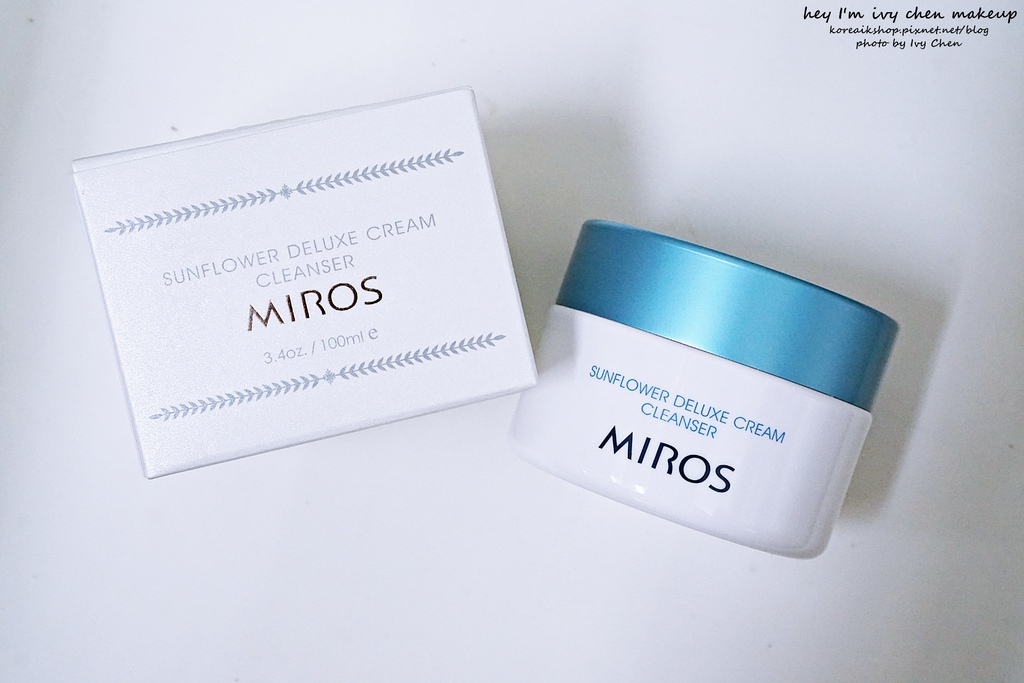 hey I'm ivy chen makeup
koreaikshop.pixnet.net/blog
photo by Ivy Chen
SUNFLOWER DELUXE CREAM
CLEANSER
MIROS
3.4oz. / 100ml ℮
SUNFLOWER DELUXE CREAM
CLEANSER
MIROS